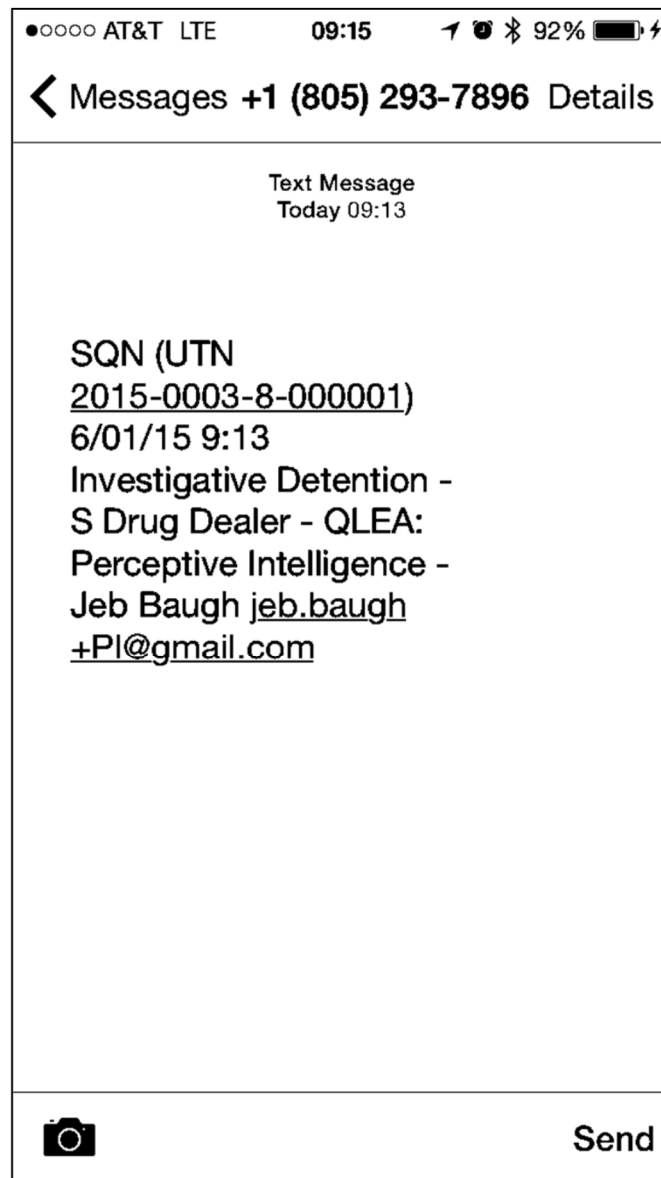 AT&T LTE 09:15 92%
Messages +1 (805) 293-7896 Details
Text Message
Today 09:13
SQN (UTN
2015-0003-8-000001)
6/01/15 9:13
Investigative Detention -
S Drug Dealer - QLEA:
Perceptive Intelligence -
Jeb Baugh jeb.baugh
+PI@gmail.com
Send